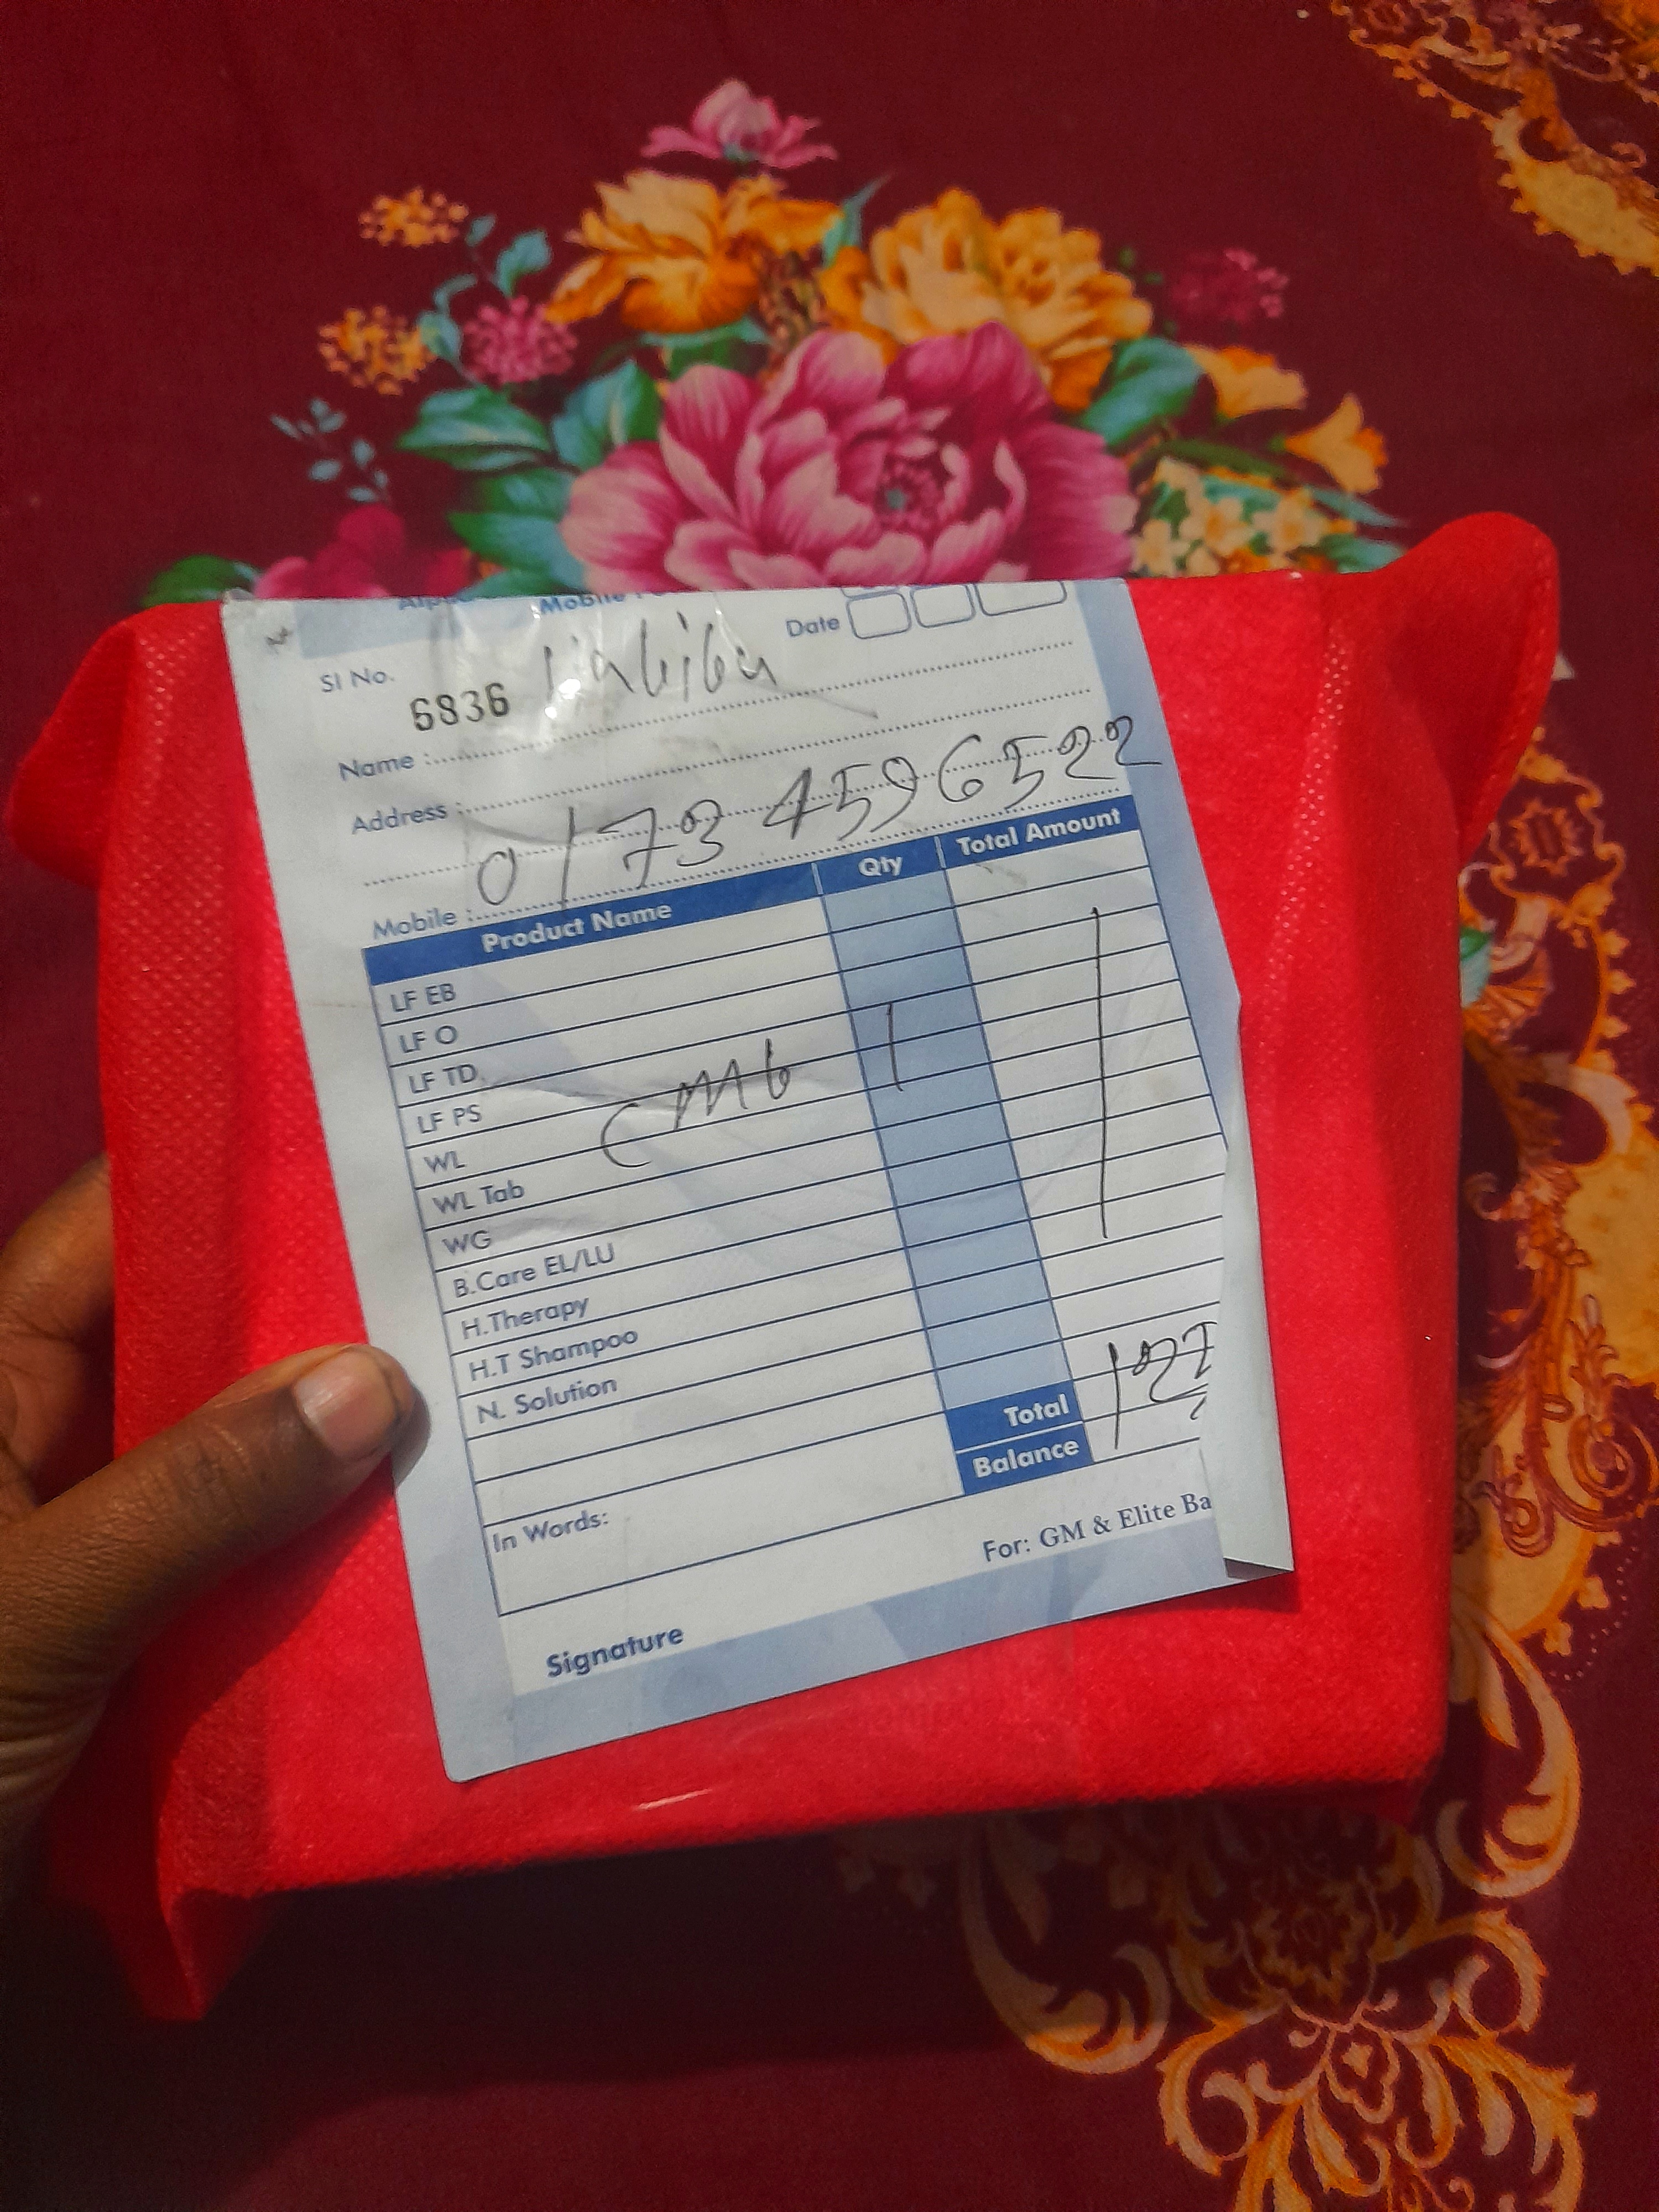 Date
Sl No. 6836
Name :
Address :
Mobile : 01734596522
Product Name Qty Total Amount
LF EB
LF O
LF TD
LF PS
WL
WL Tab
WG
B.Care EL/LU
H.Therapy
H.T Shampoo
N. Solution
Total
Balance
In Words:
For: GM & Elite Ba
Signature